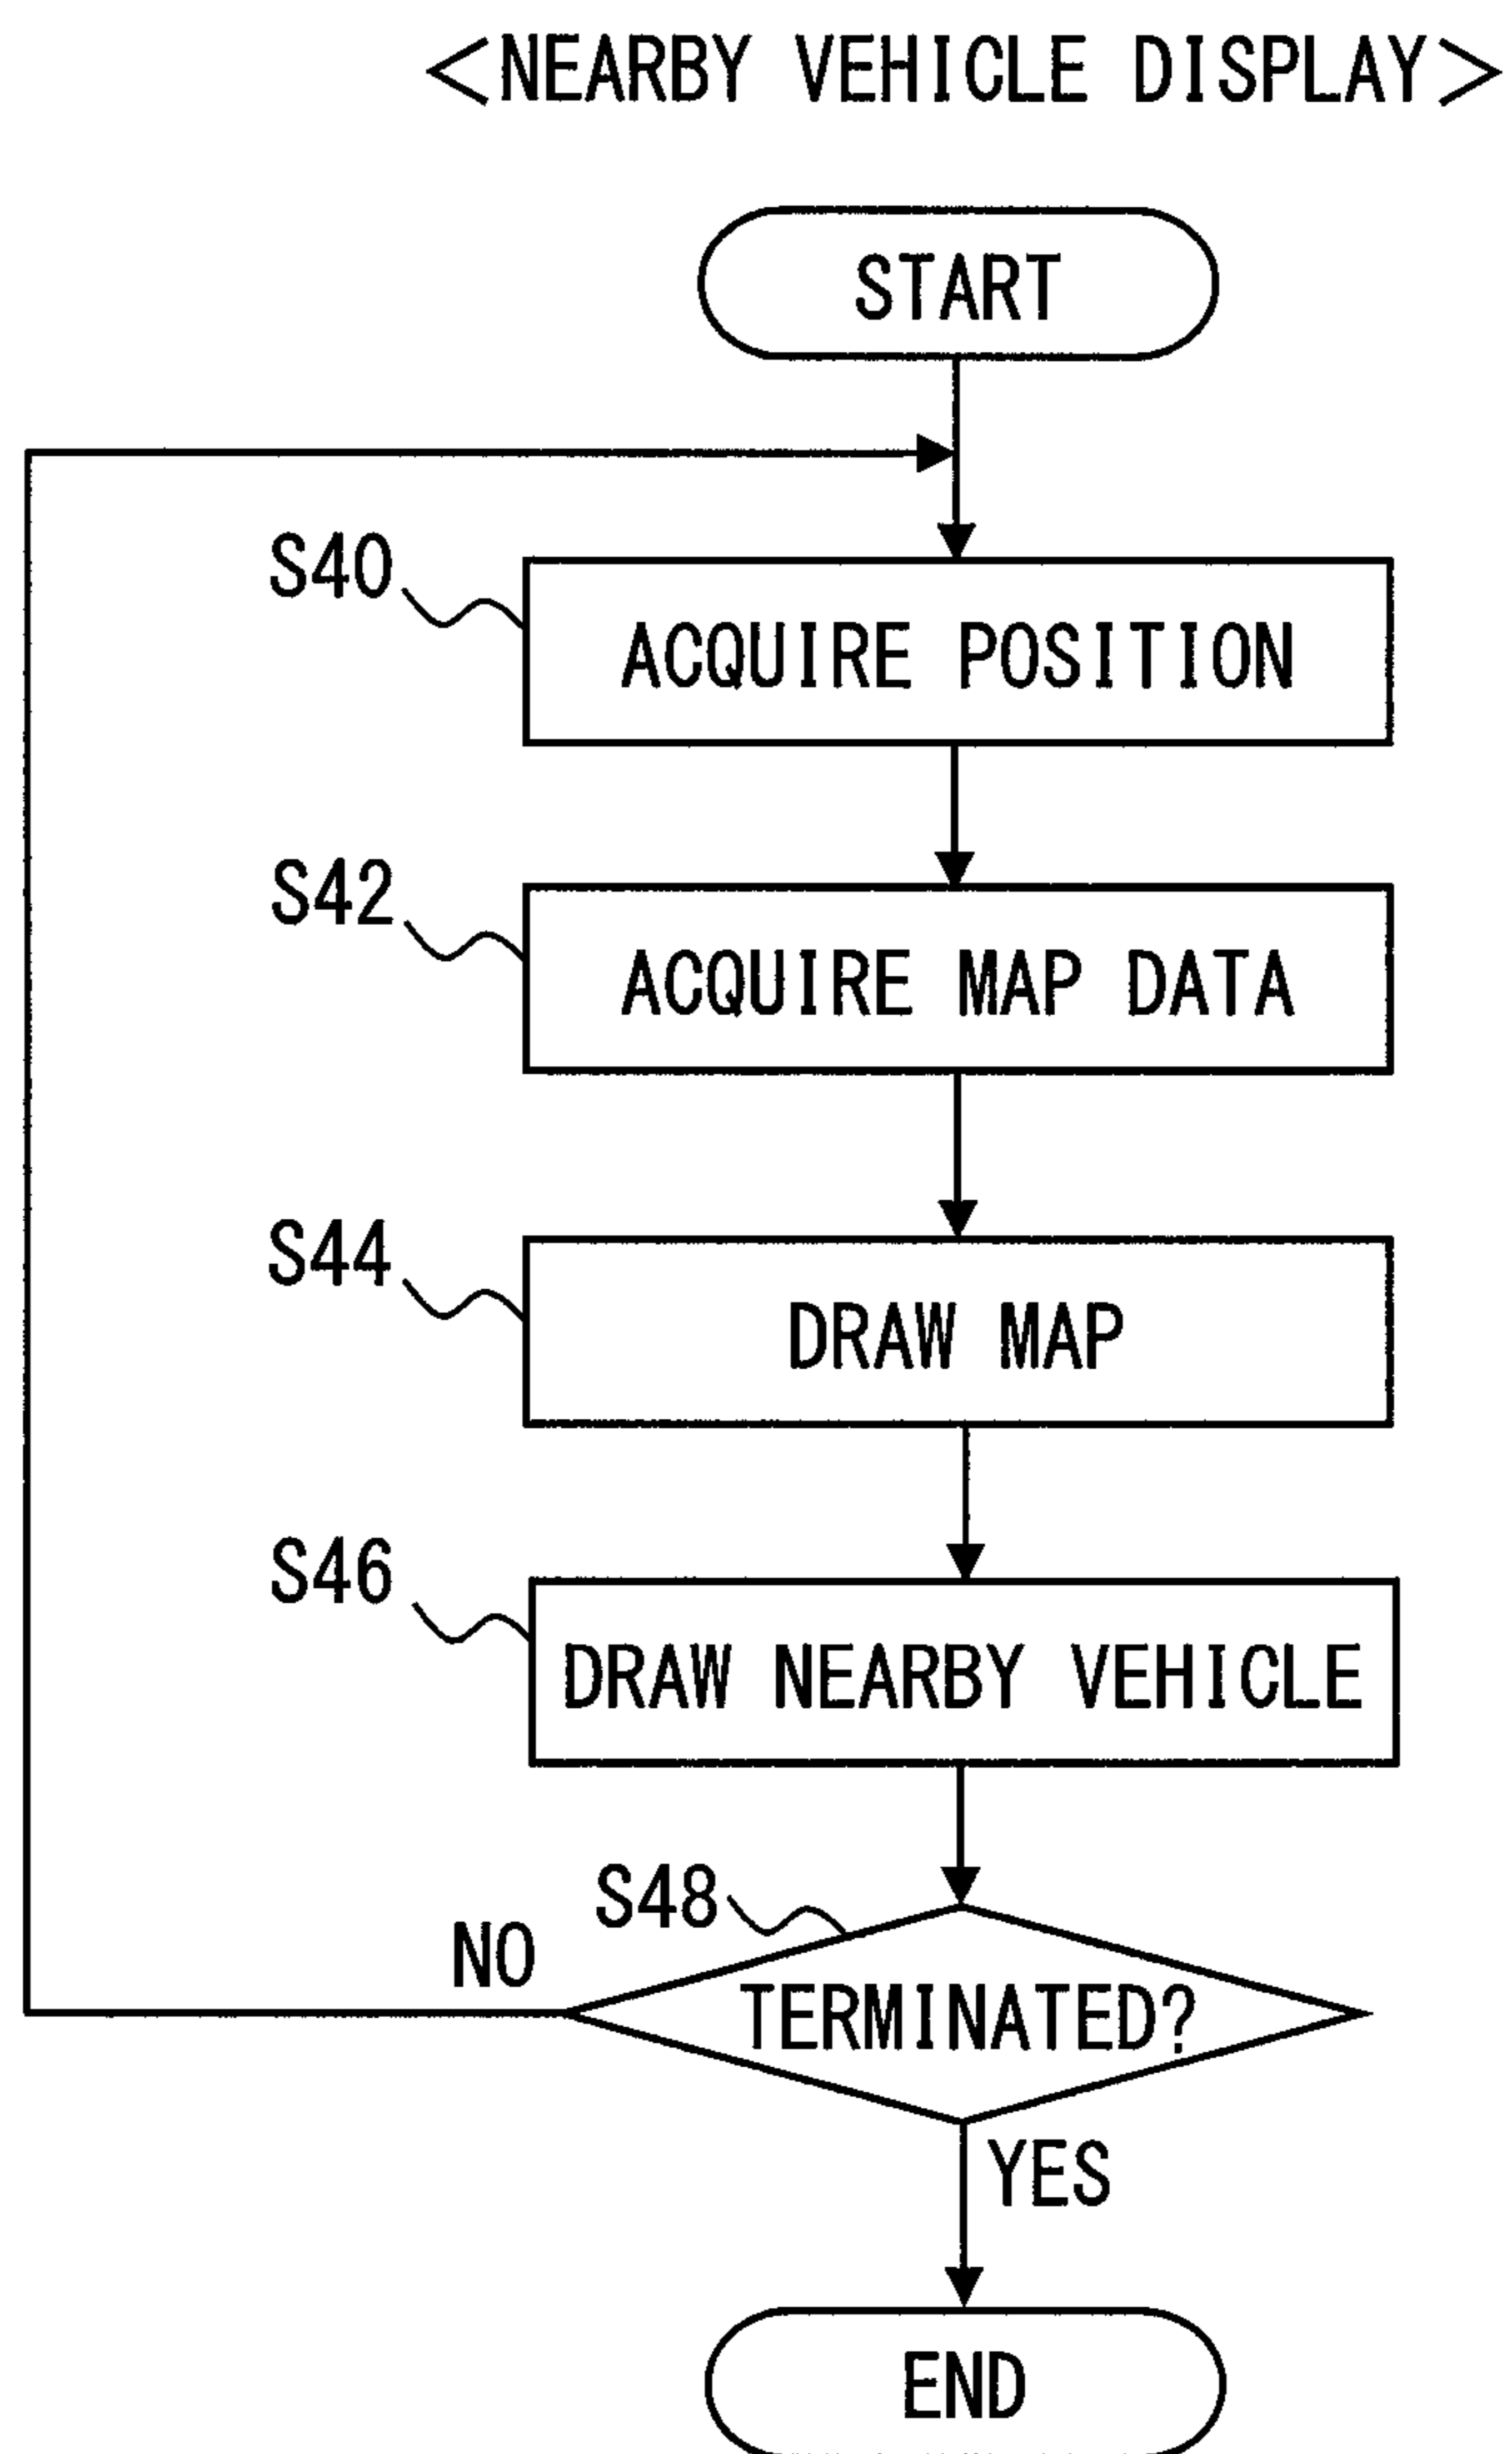 <NEARBY VEHICLE DISPLAY>
START
S40
ACQUIRE POSITION
S42
ACQUIRE MAP DATA
S44
DRAW MAP
S46
DRAW NEARBY VEHICLE
S48
NO
TERMINATED?
YES
END